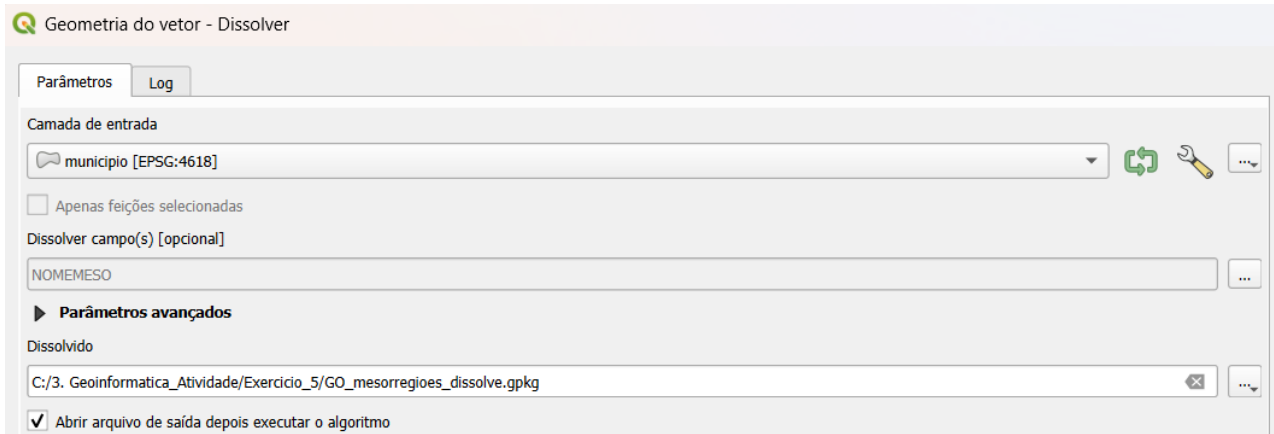 Geometria do vetor - Dissolver
Parâmetros Log
Camada de entrada
municipio [EPSG:4618]
...
Apenas feições selecionadas
Dissolver campo(s) [opcional]
NOMEMESO
...
Parâmetros avançados
Dissolvido
C:/3. Geoinformatica_Atividade/Exercicio_5/GO_mesorregioes_dissolve.gpkg
...
Abrir arquivo de saída depois executar o algoritmo